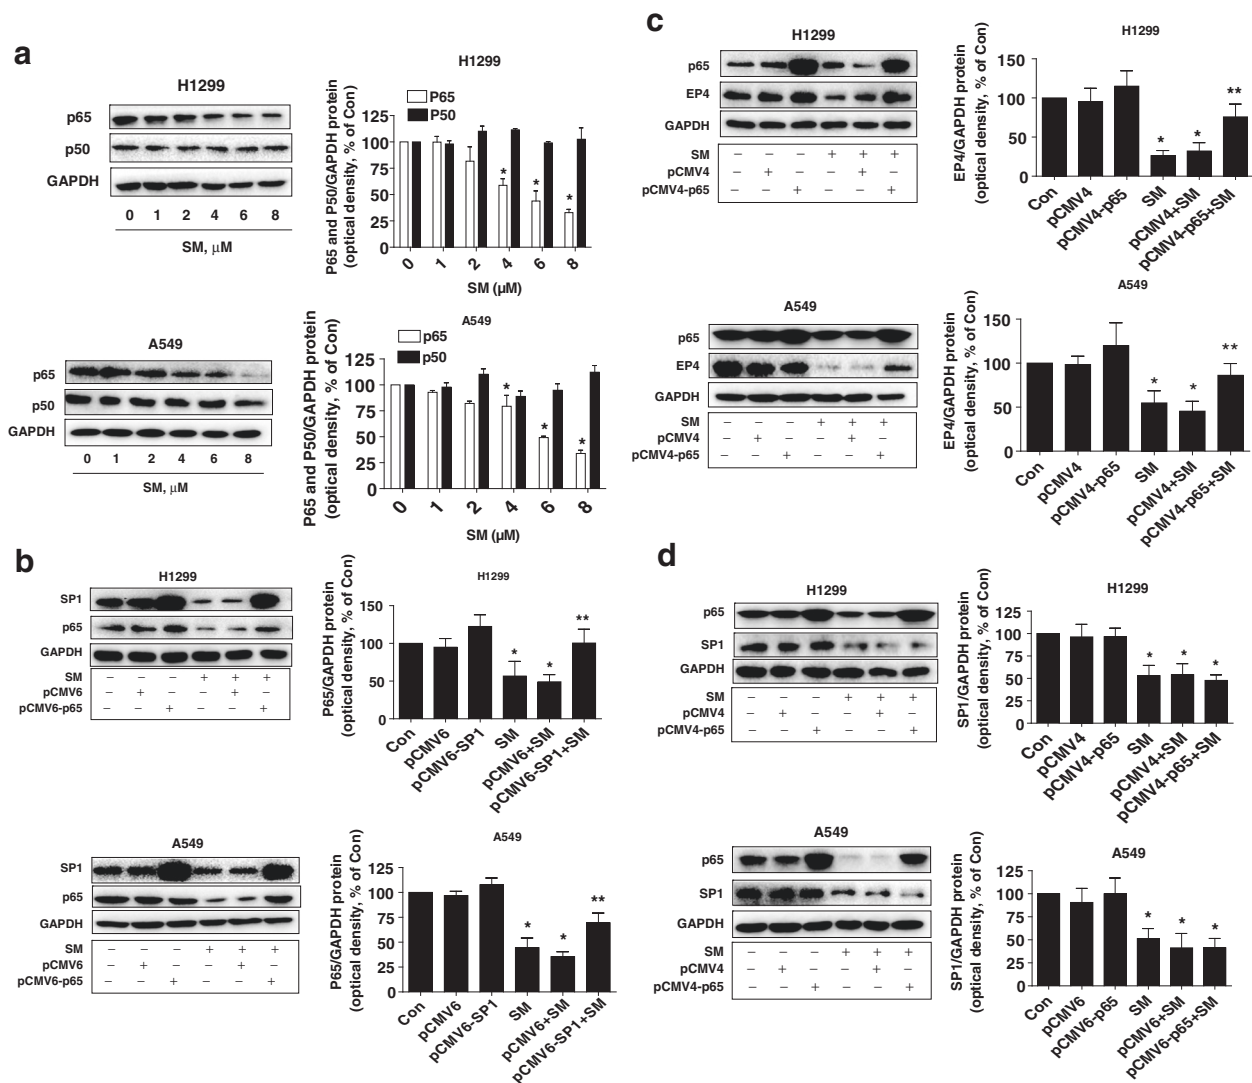 a
H1299
p65
p50
GAPDH
0 1 2 4 6 8
SM, μM
H1299
P65 and P50/GAPDH protein
(optical density, % of Con)
125
100
75
50
25
0
P65
P50
* * *
0 1 2 4 6 8
SM (μM)
A549
p65
p50
GAPDH
0 1 2 4 6 8
SM, μM
A549
P65 and P50/GAPDH protein
(optical density, % of Con)
125
100
75
50
25
0
p65
p50
* * *
0 1 2 4 6 8
SM (μM)
b
H1299
SP1
p65
GAPDH
SM − − − + + +
pCMV6 − + − − + −
pCMV6-p65 − − + − − +
H1299
P65/GAPDH protein
(optical density, % of Con)
150
100
50
0
* * **
Con pCMV6 pCMV6-SP1 SM pCMV6+SM pCMV6-SP1+SM
A549
SP1
p65
GAPDH
SM − − − + + +
pCMV6 − + − − + −
pCMV6-p65 − − + − − +
A549
P65/GAPDH protein
(optical density, % of Con)
125
100
75
50
25
0
* * **
Con pCMV6 pCMV6-SP1 SM pCMV6+SM pCMV6-SP1+SM
c
H1299
p65
EP4
GAPDH
SM − − − + + +
pCMV4 − + − − + −
pCMV4-p65 − − + − − +
H1299
EP4/GAPDH protein
(optical density, % of Con)
150
100
50
0
* * **
Con pCMV4 pCMV4-p65 SM pCMV4+SM pCMV4-p65+SM
A549
p65
EP4
GAPDH
SM − − − + + +
pCMV4 − + − − + −
pCMV4-p65 − − + − − +
A549
EP4/GAPDH protein
(optical density, % of Con)
150
100
50
0
* * **
Con pCMV4 pCMV4-p65 SM pCMV4+SM pCMV4-p65+SM
d
H1299
p65
SP1
GAPDH
SM − − − + + +
pCMV4 − + − − + −
pCMV4-p65 − − + − − +
H1299
SP1/GAPDH protein
(optical density, % of Con)
125
100
75
50
25
0
* * *
Con pCMV4 pCMV4-p65 SM pCMV4+SM pCMV4-p65+SM
A549
p65
SP1
GAPDH
SM − − − + + +
pCMV4 − + − − + −
pCMV4-p65 − − + − − +
A549
SP1/GAPDH protein
(optical density, % of Con)
125
100
75
50
25
0
* * *
Con pCMV6 pCMV6-p65 SM pCMV6+SM pCMV6-p65+SM